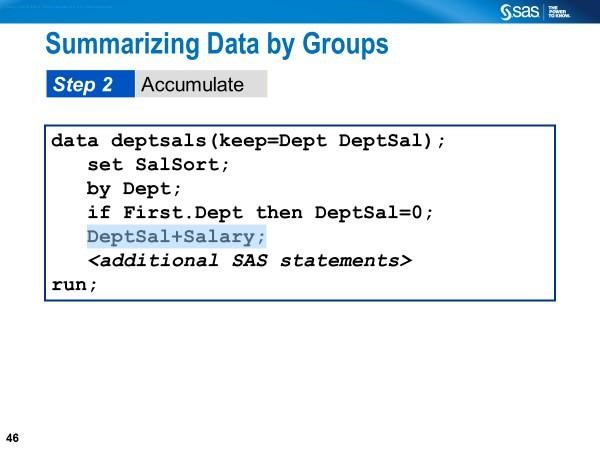 sas
THE
POWER
TO KNOW.
Summarizing Data by Groups
Step 2 Accumulate
data deptsals(keep=Dept DeptSal);
set SalSort;
by Dept;
if First.Dept then DeptSal=0;
DeptSal+Salary;
<additional SAS statements>
run;
46